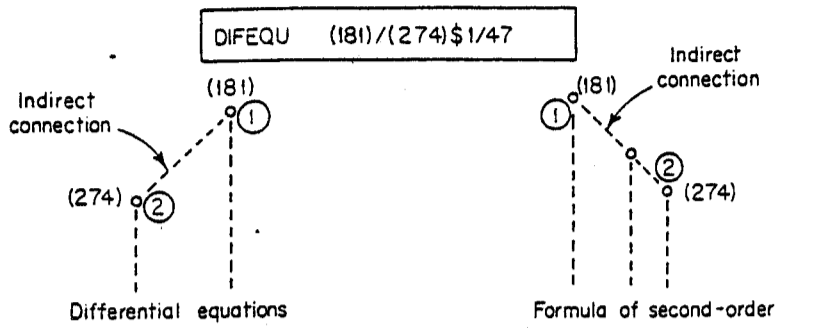 DIFEQU (181)/(274)$1/47
Indirect
connection
(181)
1
(274)
2
Differential equations
Indirect
connection
(181)
1
2
(274)
Formula of second-order